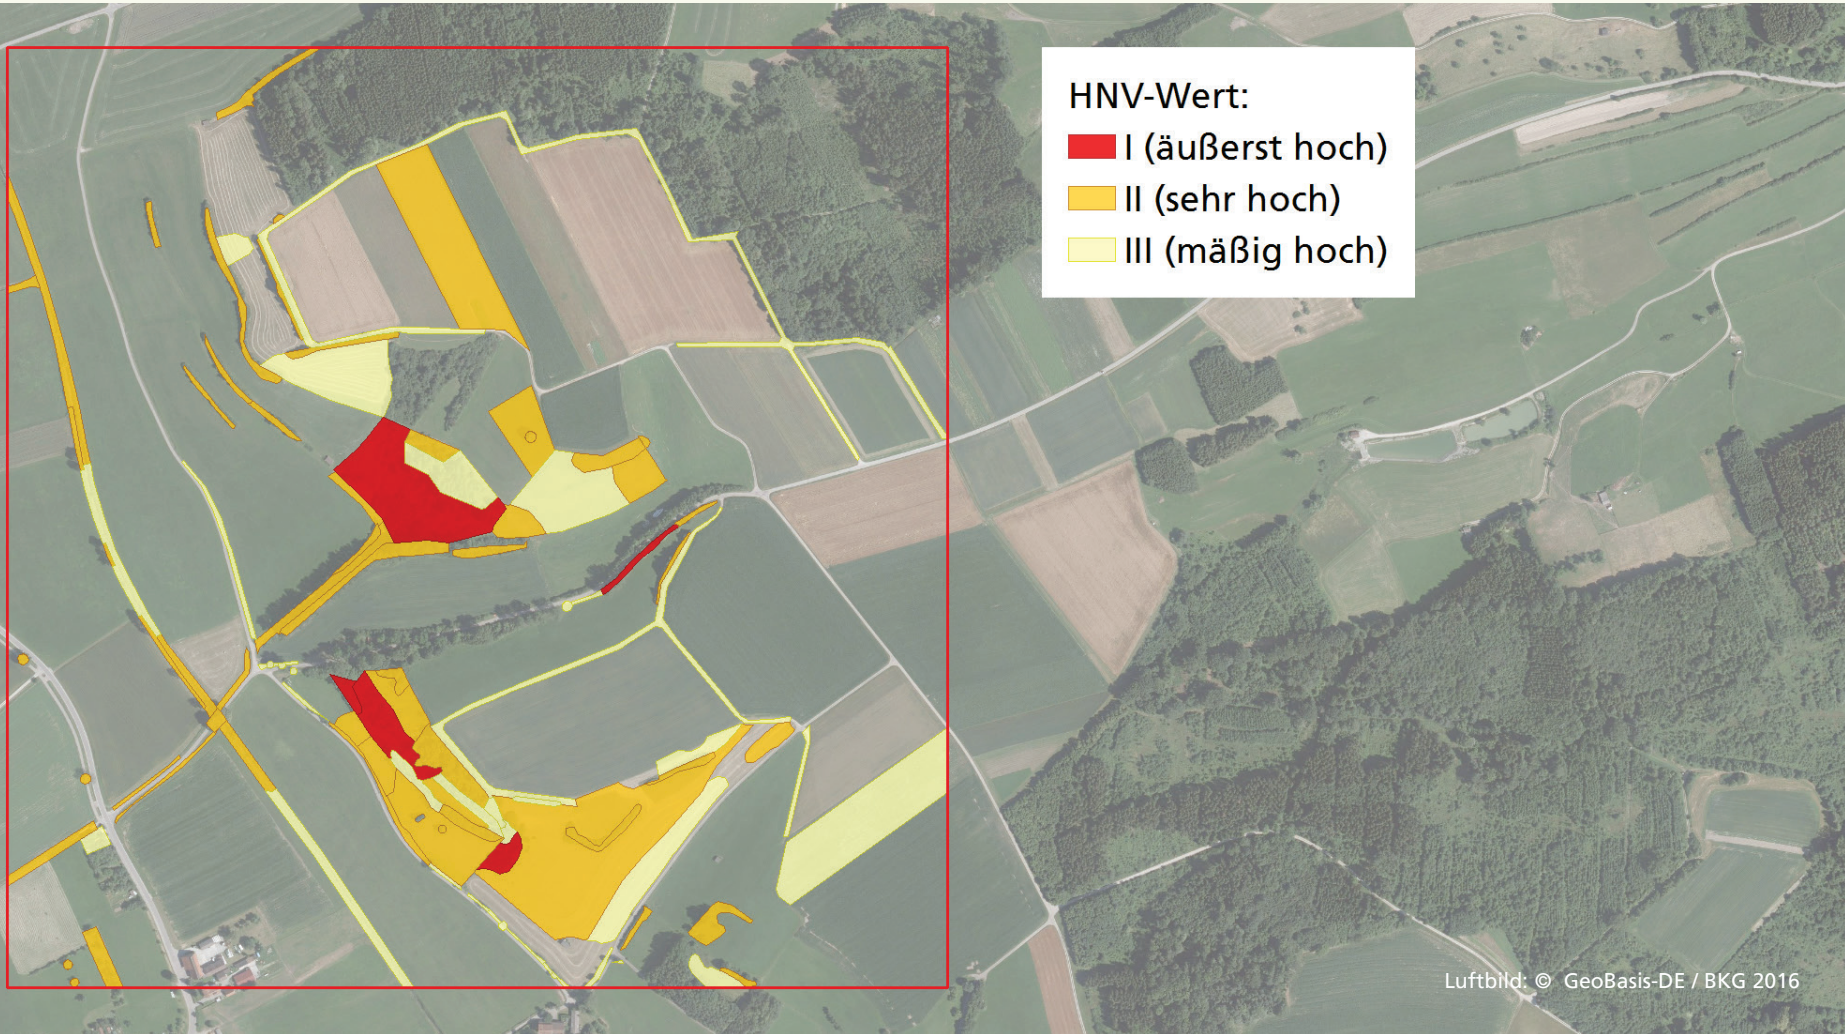 HNV-Wert:
I (äußerst hoch)
II (sehr hoch)
III (mäßig hoch)
Luftbild: © GeoBasis-DE / BKG 2016